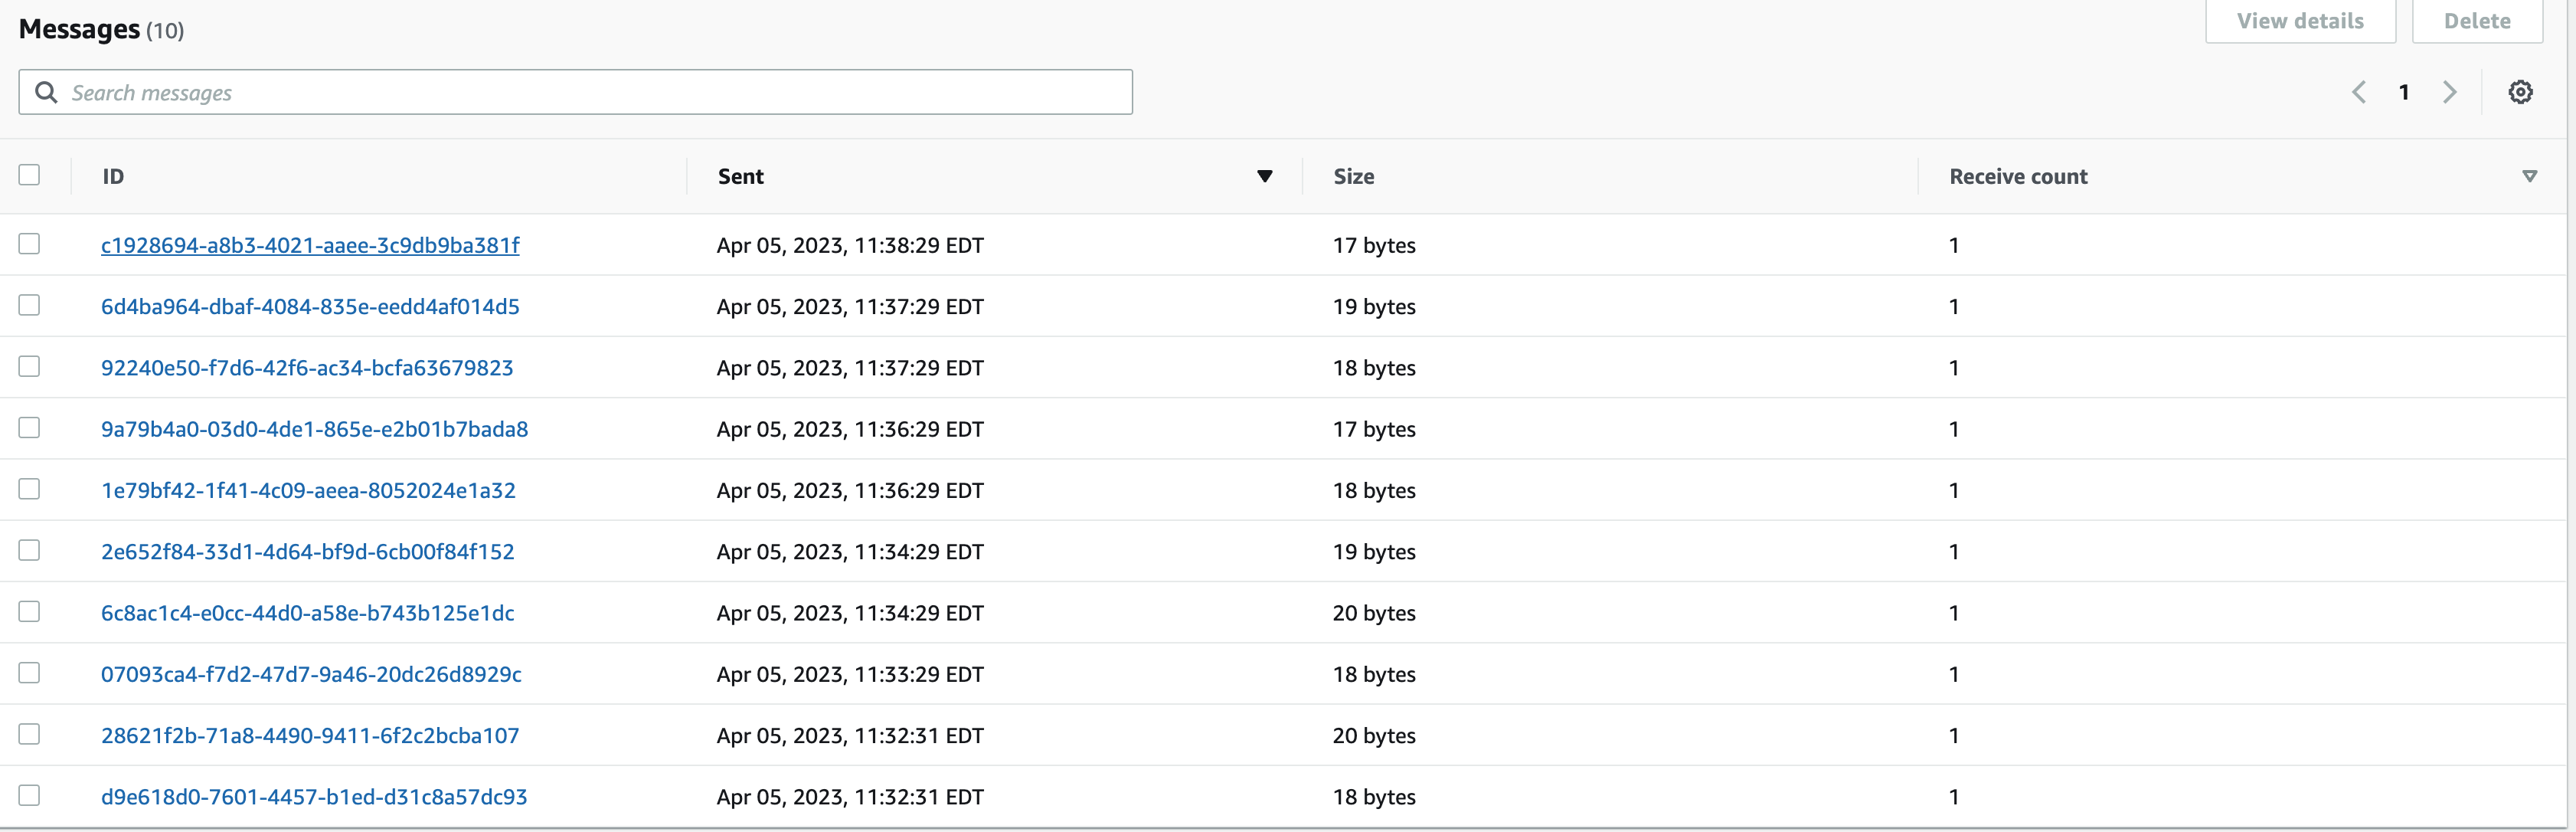 Messages (10)
View details
Delete
Search messages
1
ID Sent Size Receive count
c1928694-a8b3-4021-aaee-3c9db9ba381f Apr 05, 2023, 11:38:29 EDT 17 bytes 1
6d4ba964-dbaf-4084-835e-eedd4af014d5 Apr 05, 2023, 11:37:29 EDT 19 bytes 1
92240e50-f7d6-42f6-ac34-bcfa63679823 Apr 05, 2023, 11:37:29 EDT 18 bytes 1
9a79b4a0-03d0-4de1-865e-e2b01b7bada8 Apr 05, 2023, 11:36:29 EDT 17 bytes 1
1e79bf42-1f41-4c09-aeea-8052024e1a32 Apr 05, 2023, 11:36:29 EDT 18 bytes 1
2e652f84-33d1-4d64-bf9d-6cb00f84f152 Apr 05, 2023, 11:34:29 EDT 19 bytes 1
6c8ac1c4-e0cc-44d0-a58e-b743b125e1dc Apr 05, 2023, 11:34:29 EDT 20 bytes 1
07093ca4-f7d2-47d7-9a46-20dc26d8929c Apr 05, 2023, 11:33:29 EDT 18 bytes 1
28621f2b-71a8-4490-9411-6f2c2bcba107 Apr 05, 2023, 11:32:31 EDT 20 bytes 1
d9e618d0-7601-4457-b1ed-d31c8a57dc93 Apr 05, 2023, 11:32:31 EDT 18 bytes 1